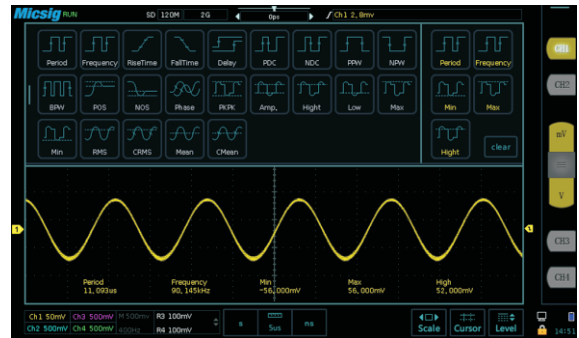 Micsig RUN SD 120M 2G 0ps Ch1 2,8mv
Period Frequency RiseTime FallTime Delay PDC NDC PPW NPW
Period Frequency
BPW POS NOS Phase PKPK Amp. Hight Low Max
Min Max
Min RMS CRMS Mean CMean
Hight clear
CH1
CH2
mV
V
CH3
CH4
1
1
Period Frequency Min Max High
11,093us 90,145kHz -56,000mV 56,000mV 52,000mV
Ch1 50mV Ch3 500mV M 500mv R3 100mV
Ch2 500mV Ch4 500mV 400Hz R4 100mV
s 5us ns
Scale Cursor Level
14:51